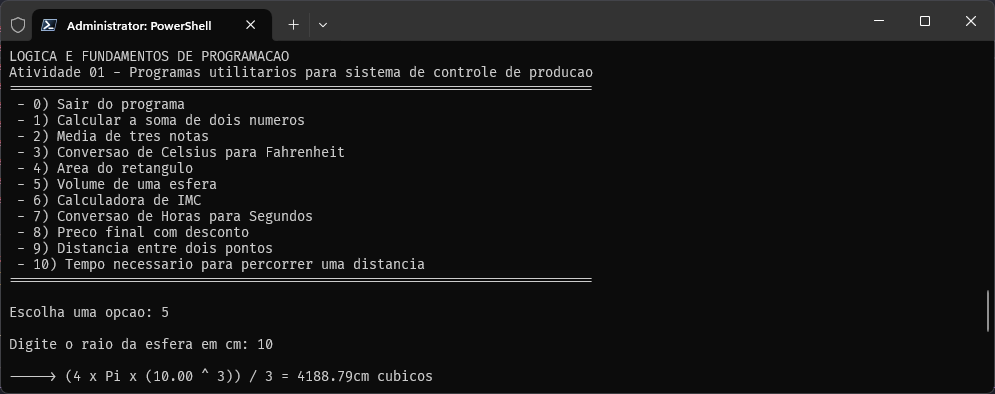 Administrator: PowerShell
LOGICA E FUNDAMENTOS DE PROGRAMACAO
Atividade 01 - Programas utilitarios para sistema de controle de producao
=========================================================================
- 0) Sair do programa
- 1) Calcular a soma de dois numeros
- 2) Media de tres notas
- 3) Conversao de Celsius para Fahrenheit
- 4) Area do retangulo
- 5) Volume de uma esfera
- 6) Calculadora de IMC
- 7) Conversao de Horas para Segundos
- 8) Preco final com desconto
- 9) Distancia entre dois pontos
- 10) Tempo necessario para percorrer uma distancia
=========================================================================
Escolha uma opcao: 5
Digite o raio da esfera em cm: 10
-----> (4 x Pi x (10.00 ^ 3)) / 3 = 4188.79cm cubicos